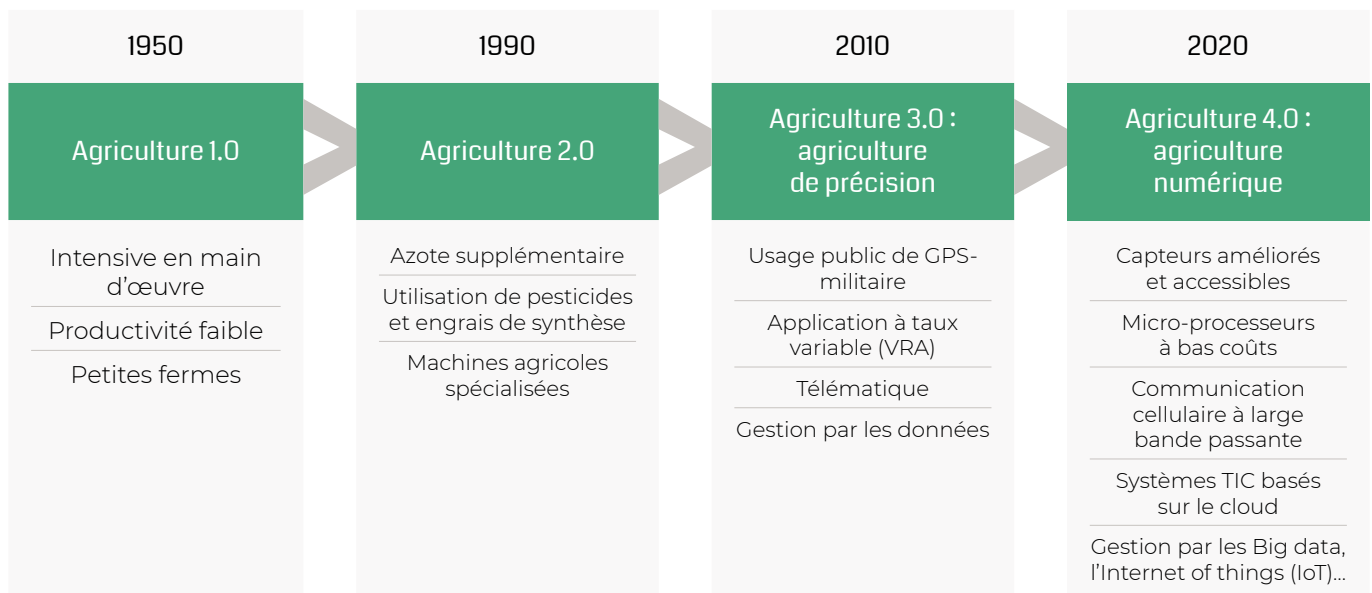 1950
Agriculture 1.0
Intensive en main
d'œuvre
Productivité faible
Petites fermes
1990
Agriculture 2.0
Azote supplémentaire
Utilisation de pesticides
et engrais de synthèse
Machines agricoles
spécialisées
2010
Agriculture 3.0 :
agriculture
de précision
Usage public de GPS-
militaire
Application à taux
variable (VRA)
Télématique
Gestion par les données
2020
Agriculture 4.0 :
agriculture
numérique
Capteurs améliorés
et accessibles
Micro-processeurs
à bas coûts
Communication
cellulaire à large
bande passante
Systèmes TIC basés
sur le cloud
Gestion par les Big data,
l'Internet of things (IoT)...